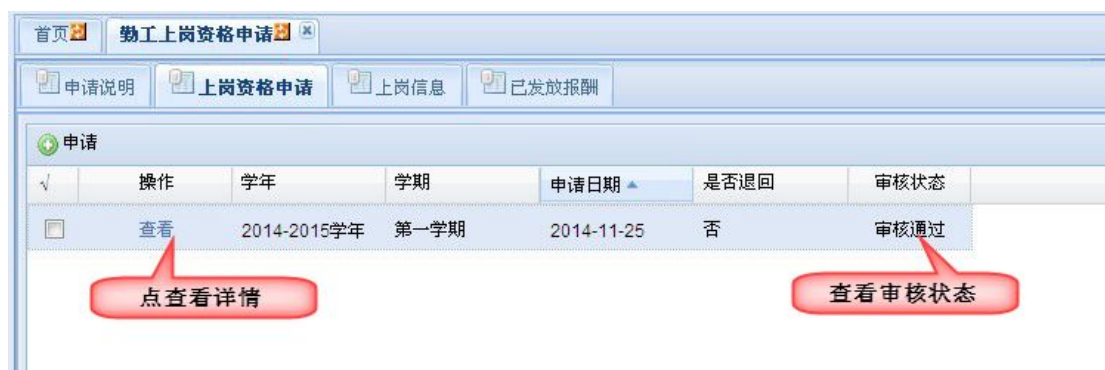 首页 勤工上岗资格申请
申请说明 上岗资格申请 上岗信息 已发放报酬
申请
√ 操作 学年 学期 申请日期 是否退回 审核状态
查看 2014-2015学年 第一学期 2014-11-25 否 审核通过
点查看详情 查看审核状态